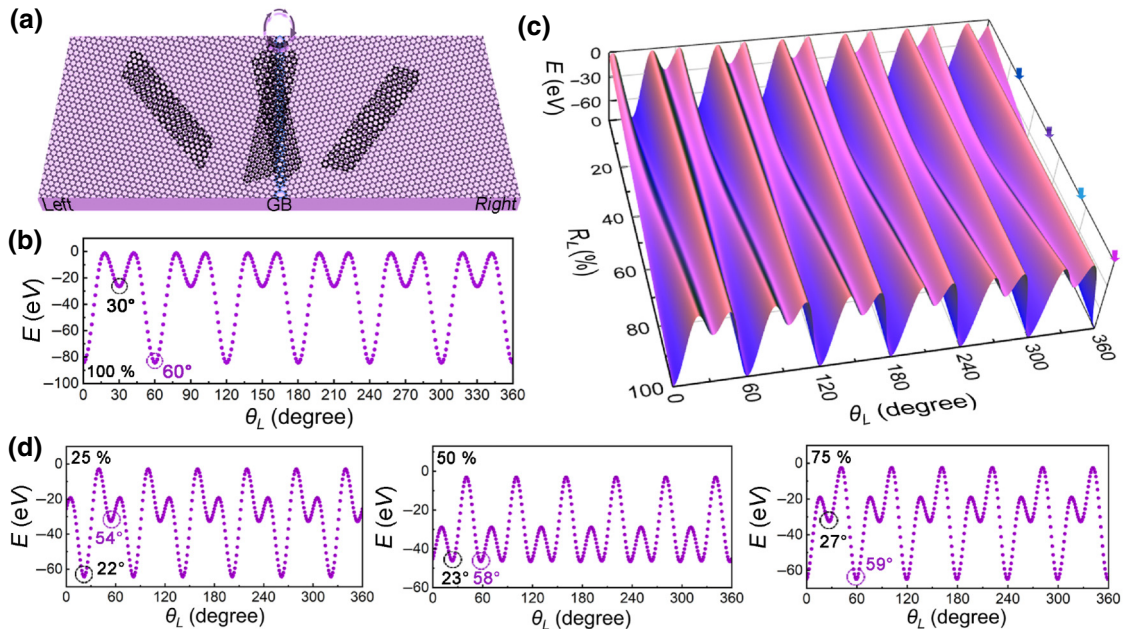 (a)
Left
GB
Right
(b)
E (eV)
0
−20
−40
−60
−80
−100
30°
60°
100 %
0 30 60 90 120 150 180 210 240 270 300 330 360
θL (degree)
(c)
E (eV)
0
−30
−60
0
20
40
60
80
100
RL(%)
0
60
120
180
240
300
360
θL (degree)
(d)
25 %
E (eV)
0
−20
−40
−60
54°
22°
0 60 120 180 240 300 360
θL (degree)
50 %
E (eV)
0
−20
−40
−60
23°
58°
0 60 120 180 240 300 360
θL (degree)
75 %
E (eV)
0
−20
−40
−60
27°
59°
0 60 120 180 240 300 360
θL (degree)